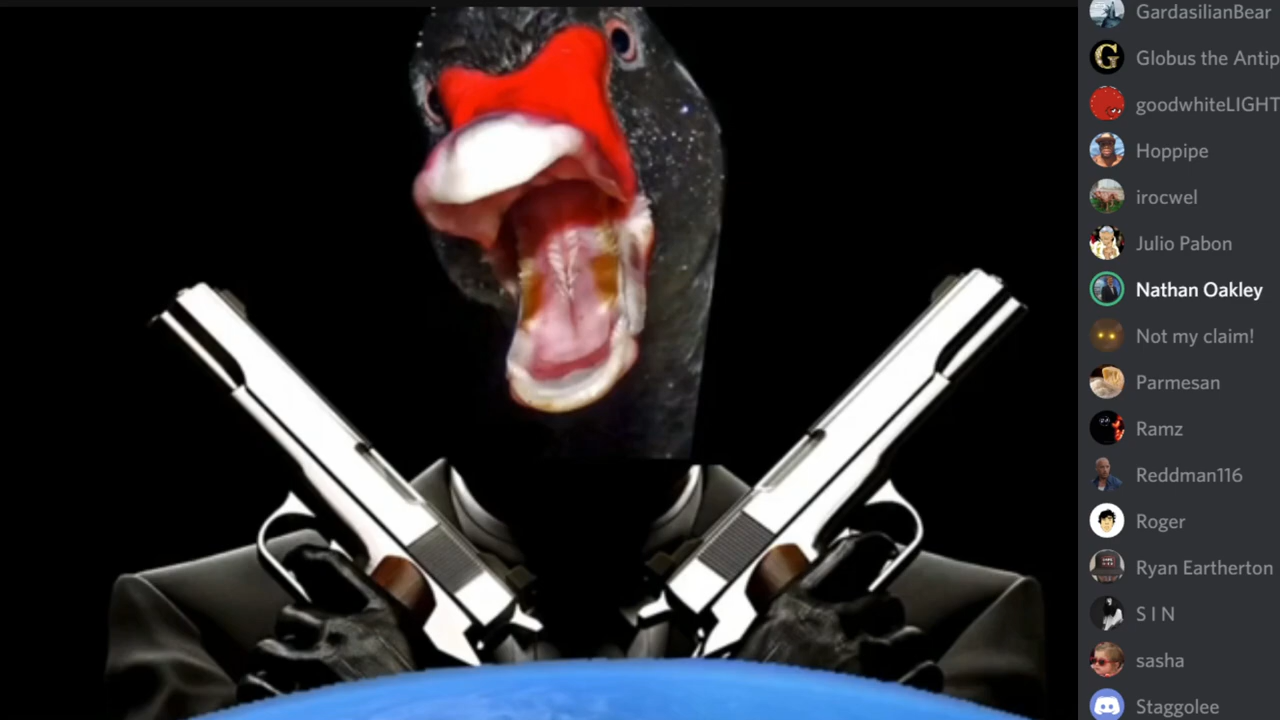 GardasilianBear
G
Globus the Antip
goodwhiteLIGHT
Hoppipe
irocwel
Julio Pabon
Nathan Oakley
Not my claim!
Parmesan
Ramz
Reddman116
Roger
Ryan Eartherton
S I N
sasha
Staggolee